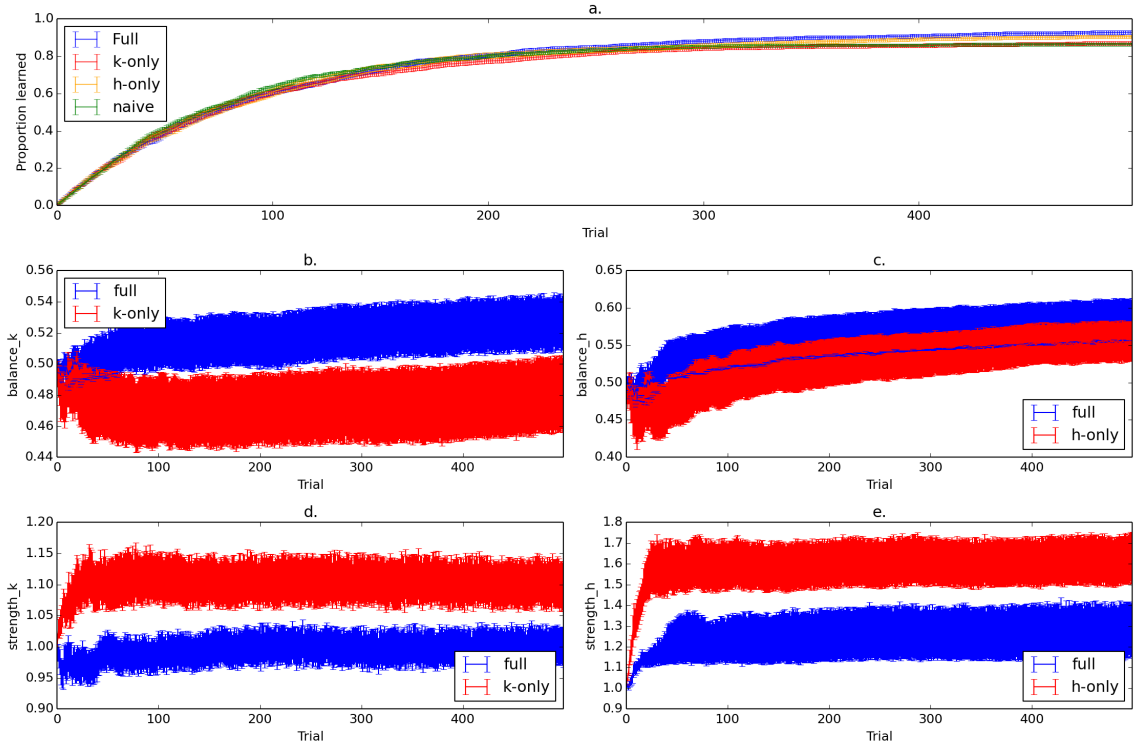 a.
Proportion learned
1.0
0.8
0.6
0.4
0.2
0.0
Full
k-only
h-only
naive
0
100
200
300
400
Trial
b.
balance_k
0.56
0.54
0.52
0.50
0.48
0.46
0.44
full
k-only
0
100
200
300
400
Trial
c.
balance_h
0.65
0.60
0.55
0.50
0.45
0.40
full
h-only
0
100
200
300
400
Trial
d.
strength_k
1.20
1.15
1.10
1.05
1.00
0.95
0.90
full
k-only
0
100
200
300
400
Trial
e.
strength_h
1.8
1.7
1.6
1.5
1.4
1.3
1.2
1.1
1.0
0.9
full
h-only
0
100
200
300
400
Trial